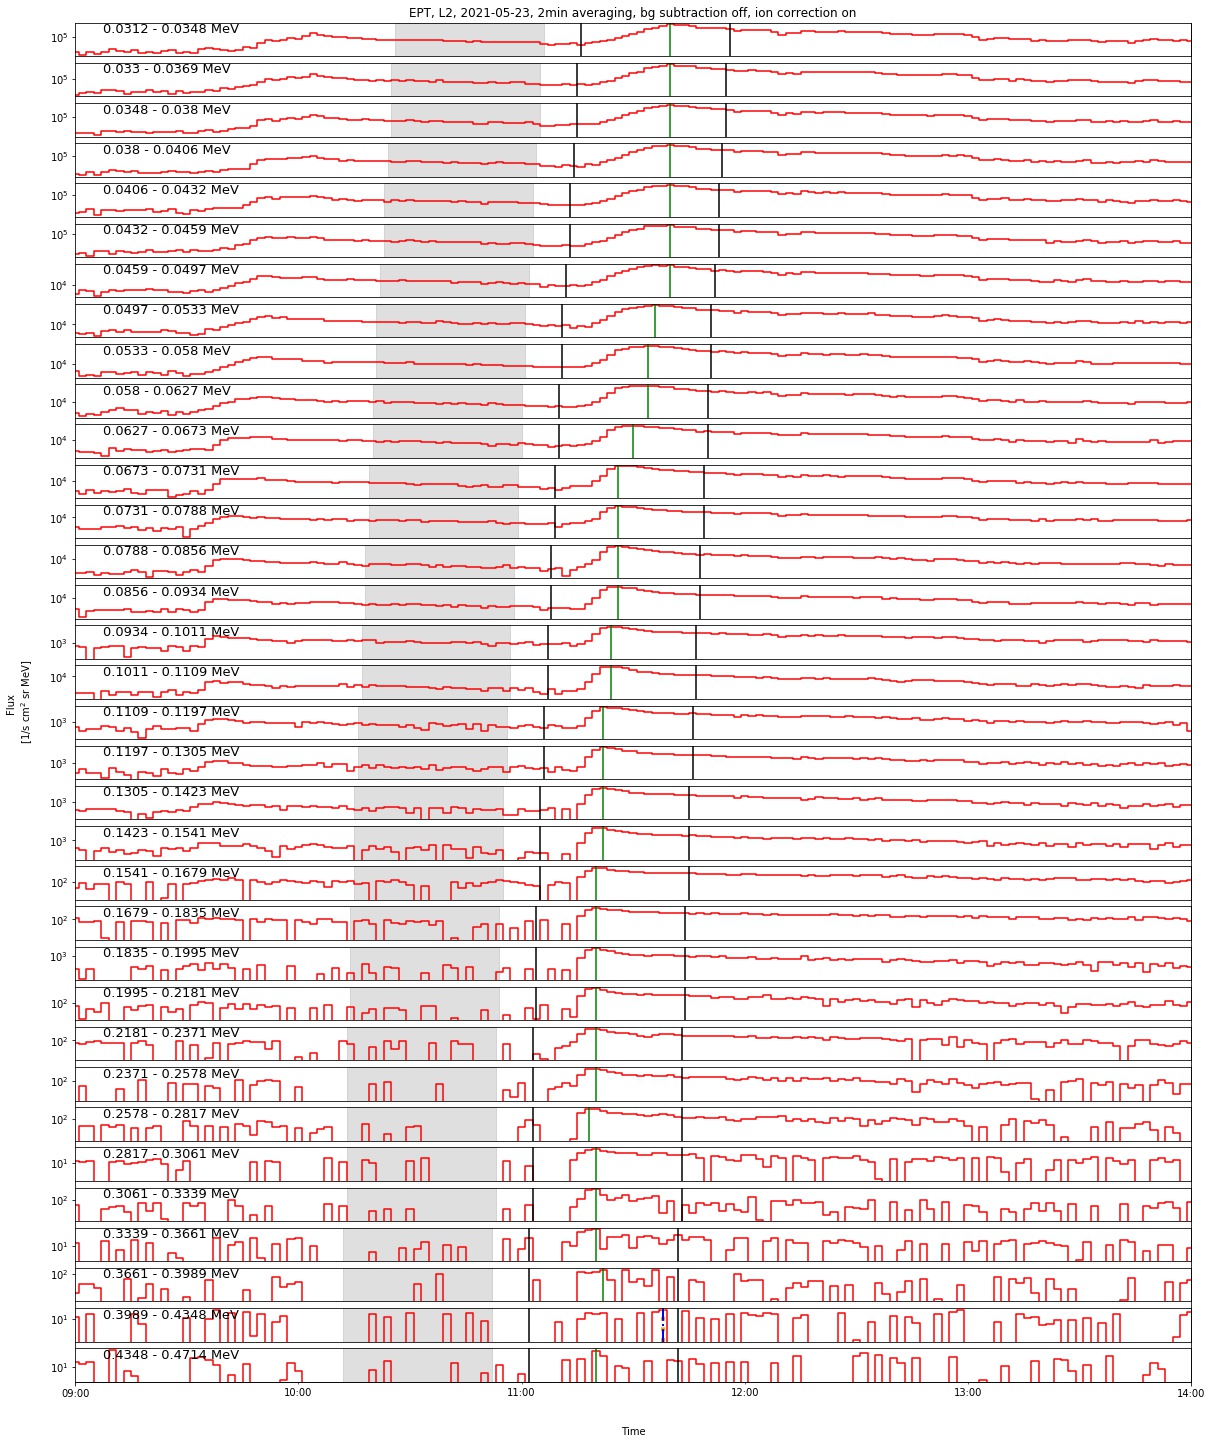 EPT, L2, 2021-05-23, 2min averaging, bg subtraction off, ion correction on
0.0312 - 0.0348 MeV
10⁵
0.033 - 0.0369 MeV
10⁵
0.0348 - 0.038 MeV
10⁵
0.038 - 0.0406 MeV
10⁵
0.0406 - 0.0432 MeV
10⁵
0.0432 - 0.0459 MeV
10⁵
0.0459 - 0.0497 MeV
10⁴
0.0497 - 0.0533 MeV
10⁴
0.0533 - 0.058 MeV
10⁴
0.058 - 0.0627 MeV
10⁴
0.0627 - 0.0673 MeV
10⁴
0.0673 - 0.0731 MeV
10⁴
0.0731 - 0.0788 MeV
10⁴
0.0788 - 0.0856 MeV
10⁴
0.0856 - 0.0934 MeV
10⁴
0.0934 - 0.1011 MeV
10³
0.1011 - 0.1109 MeV
10⁴
0.1109 - 0.1197 MeV
10³
0.1197 - 0.1305 MeV
10³
0.1305 - 0.1423 MeV
10³
0.1423 - 0.1541 MeV
10³
0.1541 - 0.1679 MeV
10²
0.1679 - 0.1835 MeV
10²
0.1835 - 0.1995 MeV
10³
0.1995 - 0.2181 MeV
10²
0.2181 - 0.2371 MeV
10²
0.2371 - 0.2578 MeV
10²
0.2578 - 0.2817 MeV
10²
0.2817 - 0.3061 MeV
10¹
0.3061 - 0.3339 MeV
10²
0.3339 - 0.3661 MeV
10¹
0.3661 - 0.3989 MeV
10²
0.3989 - 0.4348 MeV
10¹
0.4348 - 0.4714 MeV
10¹
Flux
[1/s cm² sr MeV]
09:00 10:00 11:00 12:00 13:00 14:00
Time